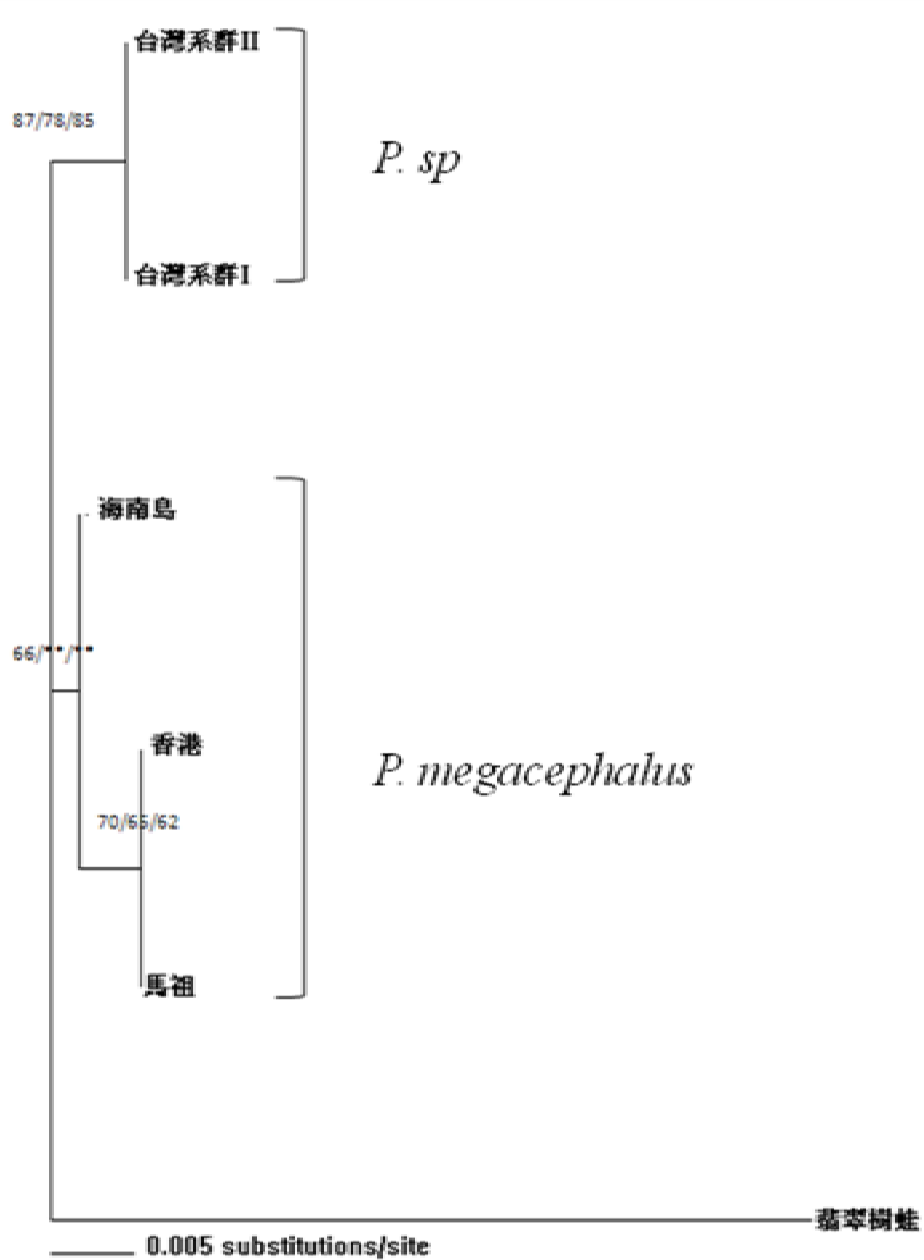 台灣系群II
87/78/85
P. sp
台灣系群I
海南島
66/**/**
香港
P. megacephalus
70/65/62
馬祖
翡翠樹蛙
0.005 substitutions/site